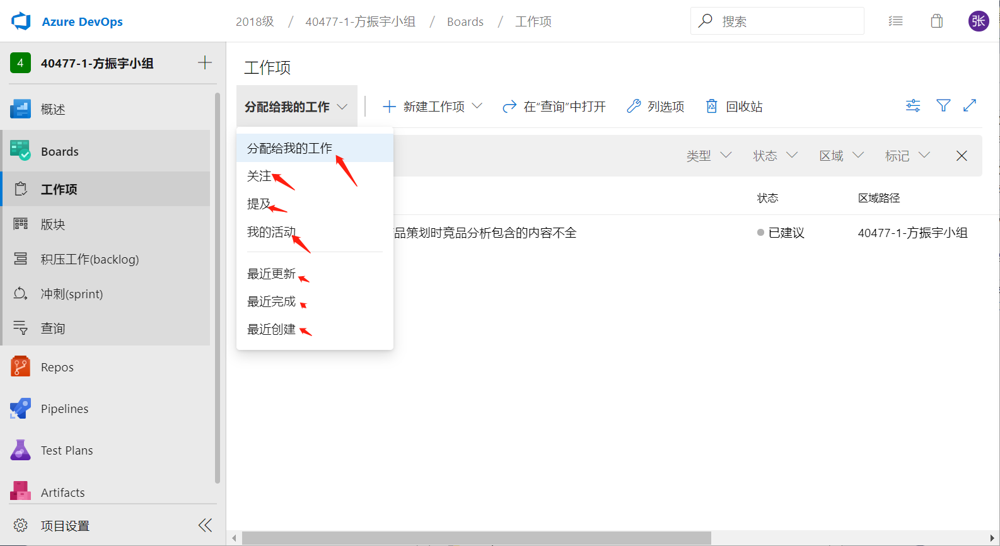 Azure DevOps
2018级 / 40477-1-方振宇小组 / Boards / 工作项
搜索
张
4 40477-1-方振宇小组
概述
Boards
工作项
版块
积压工作(backlog)
冲刺(sprint)
查询
Repos
Pipelines
Test Plans
Artifacts
项目设置
工作项
分配给我的工作 新建工作项 在“查询”中打开 列选项 回收站
分配给我的工作
关注
提及
我的活动
最近更新
最近完成
最近创建
类型 状态 区域 标记
状态 区域路径
品策划时竞品分析包含的内容不全 已建议 40477-1-方振宇小组